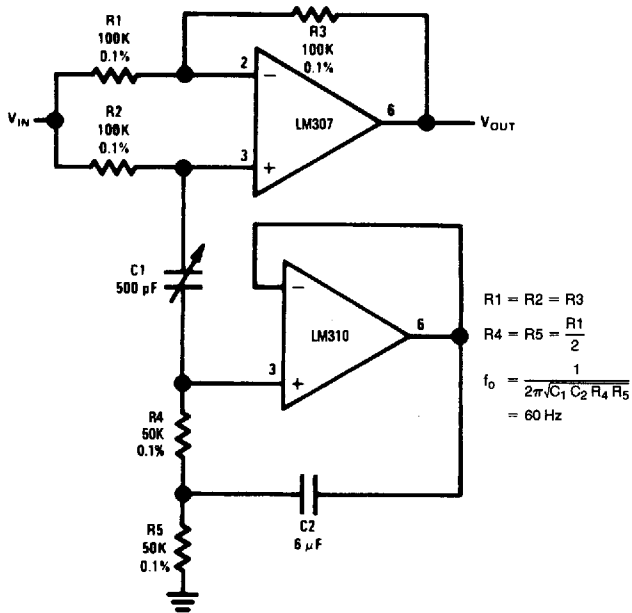 R1
100K
0.1%
R3
100K
0.1%
2
−
LM307
6
V_IN
V_OUT
R2
100K
0.1%
3
+
C1
500 pF
−
LM310
6
3
+
R1 = R2 = R3
R4 = R5 = R1/2
f_o = 1/(2π√C1 C2 R4 R5)
= 60 Hz
R4
50K
0.1%
C2
6 μF
R5
50K
0.1%